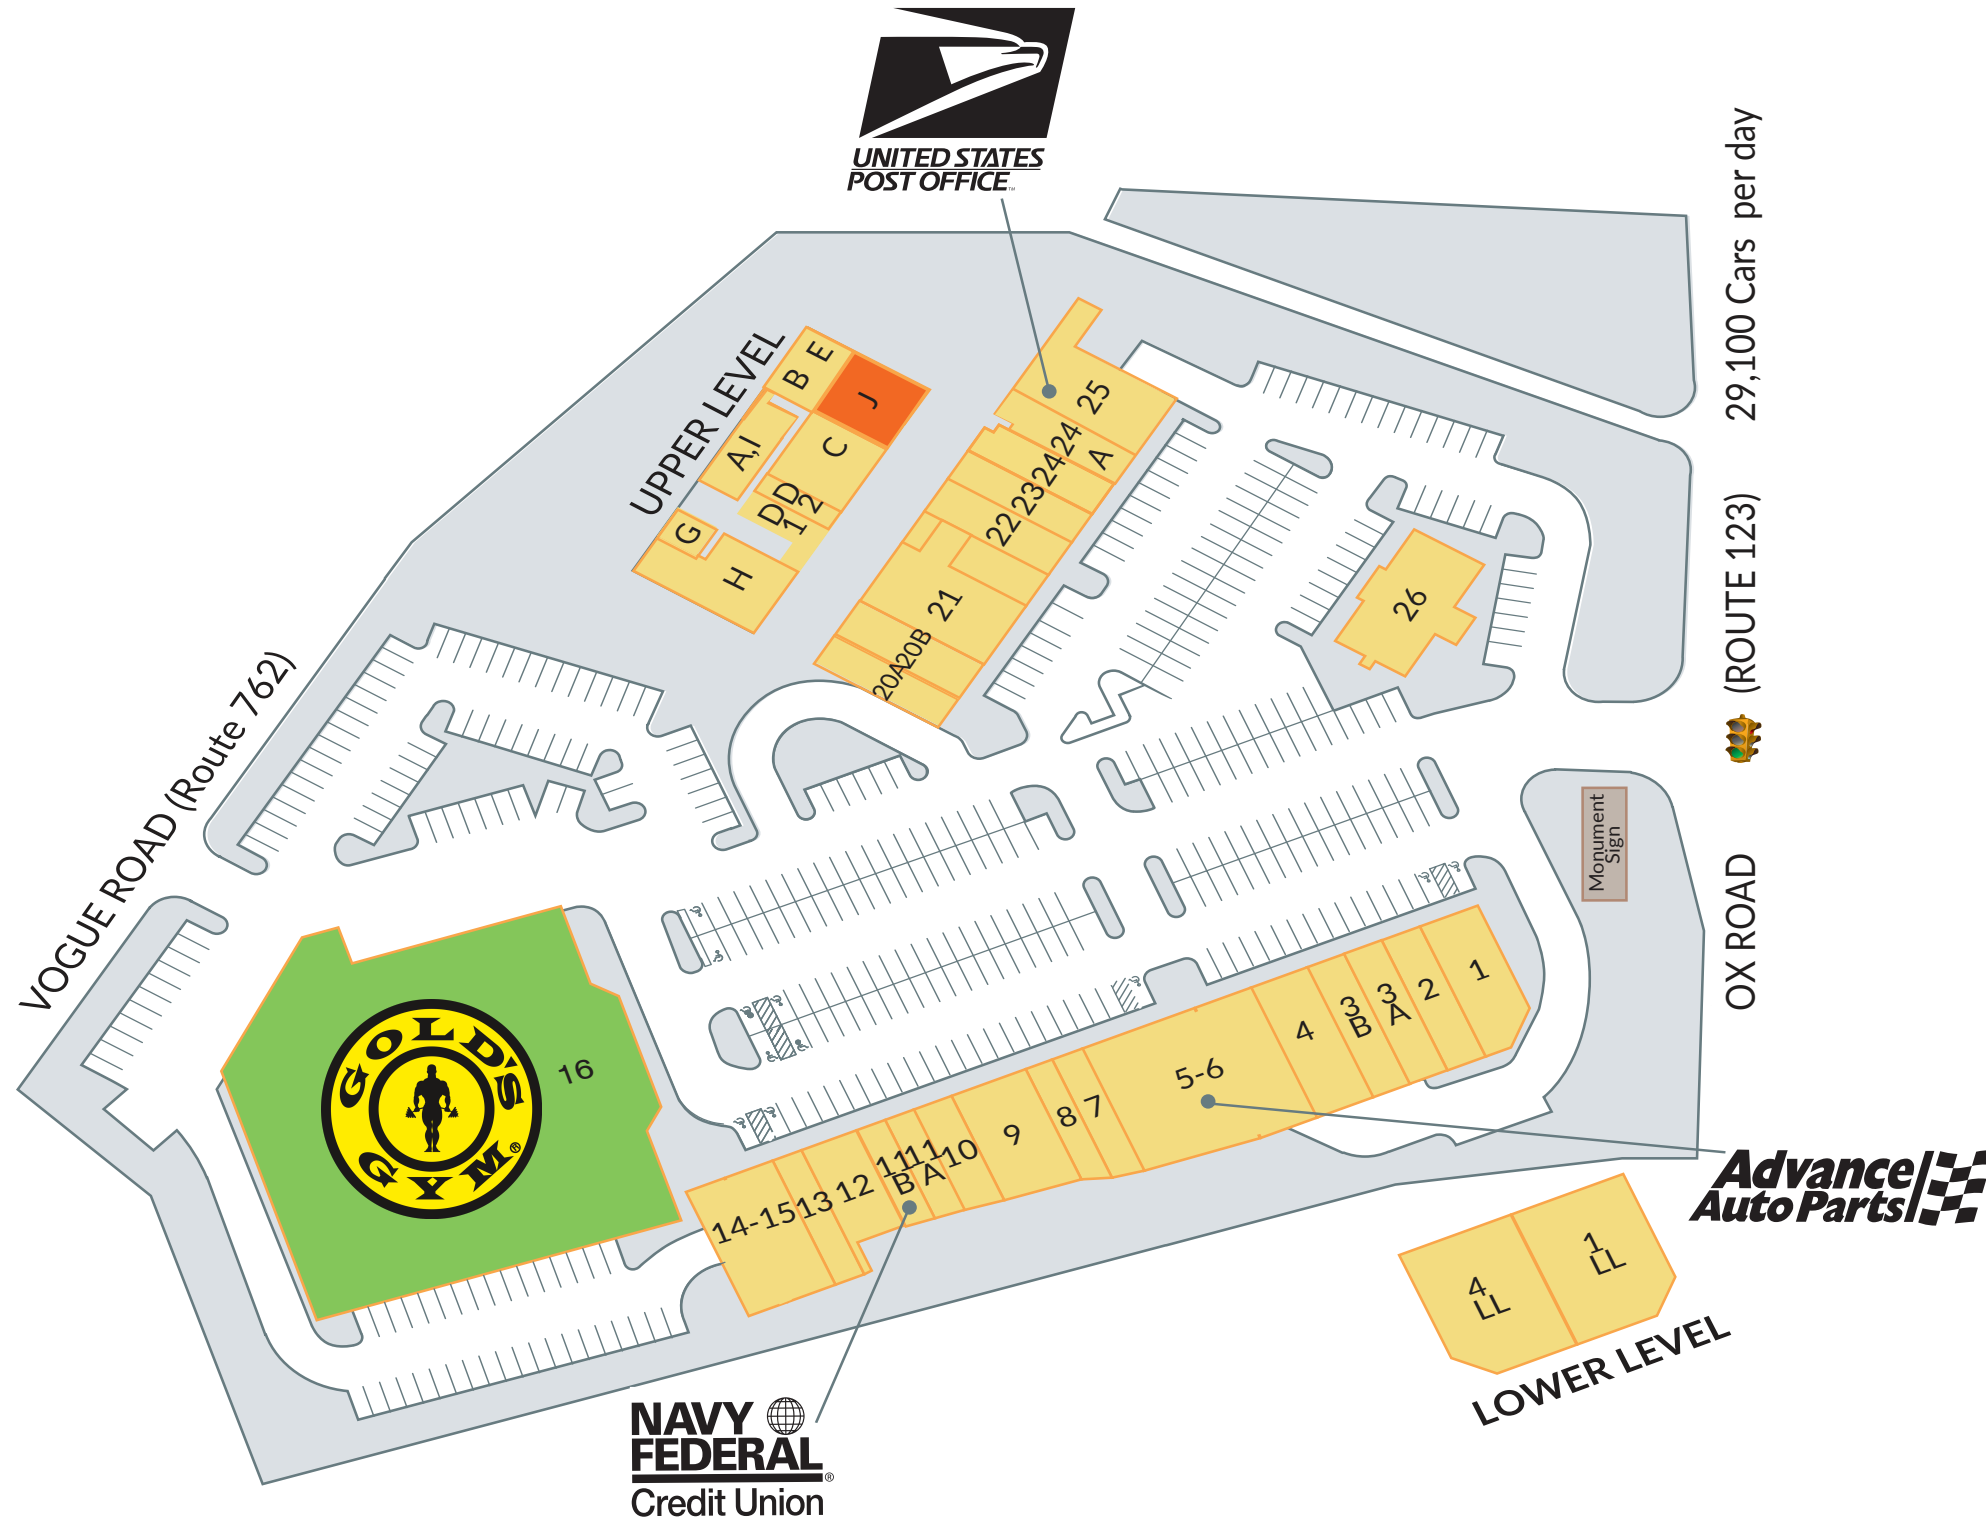 UNITED STATES
POST OFFICE™
29,100 Cars per day
(ROUTE 123)
OX ROAD
UPPER LEVEL
B E
J
A,I
C
D D
1 2
G
H
25
24
A
24
23
22
21
20B
20A
26
VOGUE ROAD (Route 762)
Monument
Sign
GOLD'S
GYM®
16
1
2
3
A
3
B
4
5-6
7
8
9
10
11
A
11
B
12
13
14-15
Advance
Auto Parts
1
LL
4
LL
LOWER LEVEL
NAVY
FEDERAL®
Credit Union